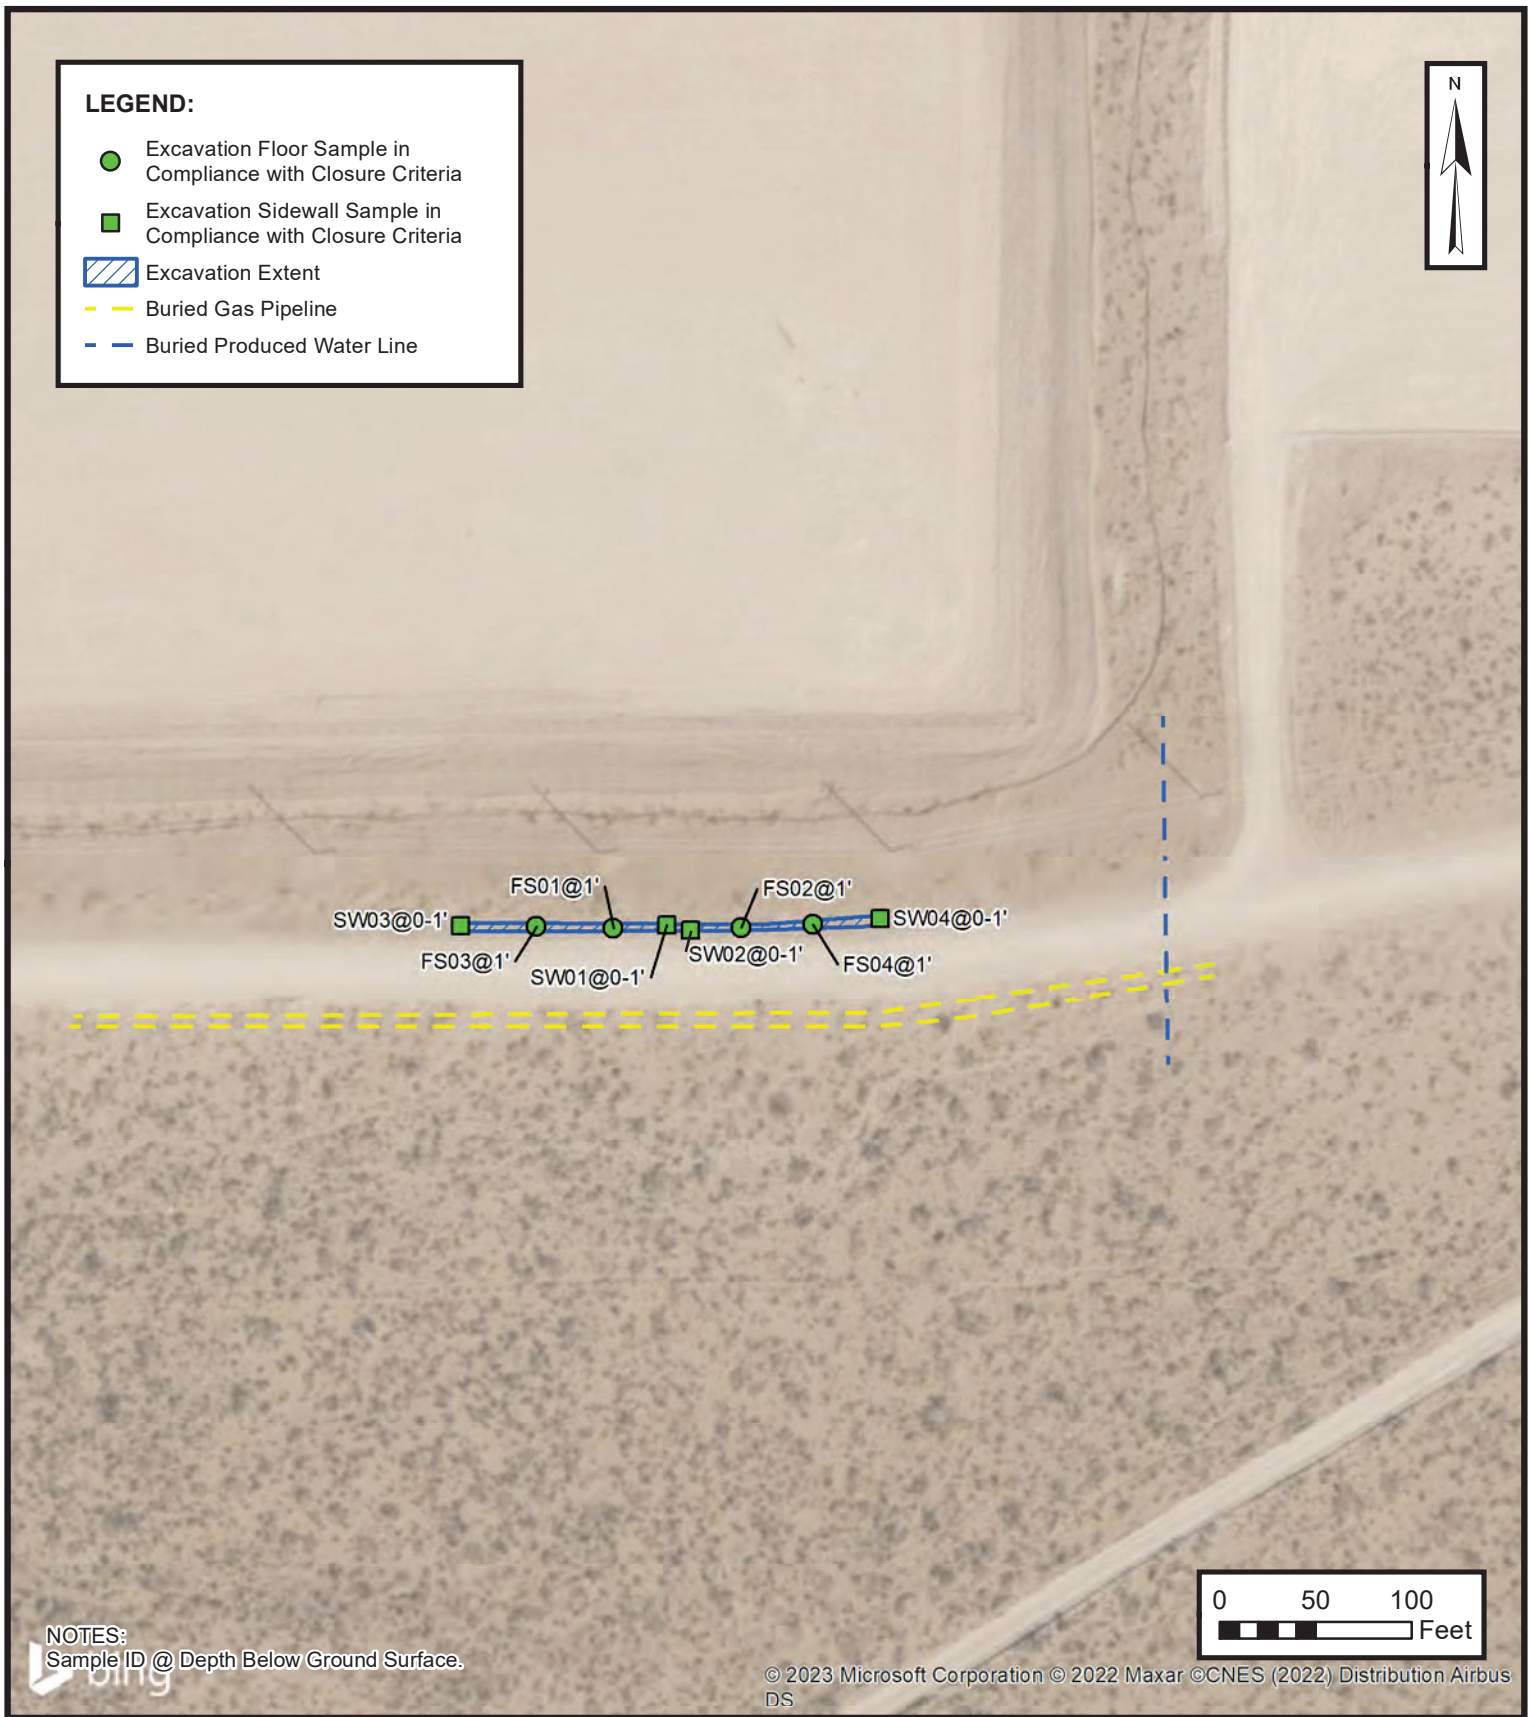 LEGEND:
Excavation Floor Sample in
Compliance with Closure Criteria
Excavation Sidewall Sample in
Compliance with Closure Criteria
Excavation Extent
Buried Gas Pipeline
Buried Produced Water Line
N
FS01@1'
FS02@1'
SW03@0-1'
SW04@0-1'
FS03@1'
SW02@0-1'
FS04@1'
SW01@0-1'
0 50 100
Feet
NOTES:
Sample ID @ Depth Below Ground Surface.
bing
© 2023 Microsoft Corporation © 2022 Maxar ©CNES (2022) Distribution Airbus
DS